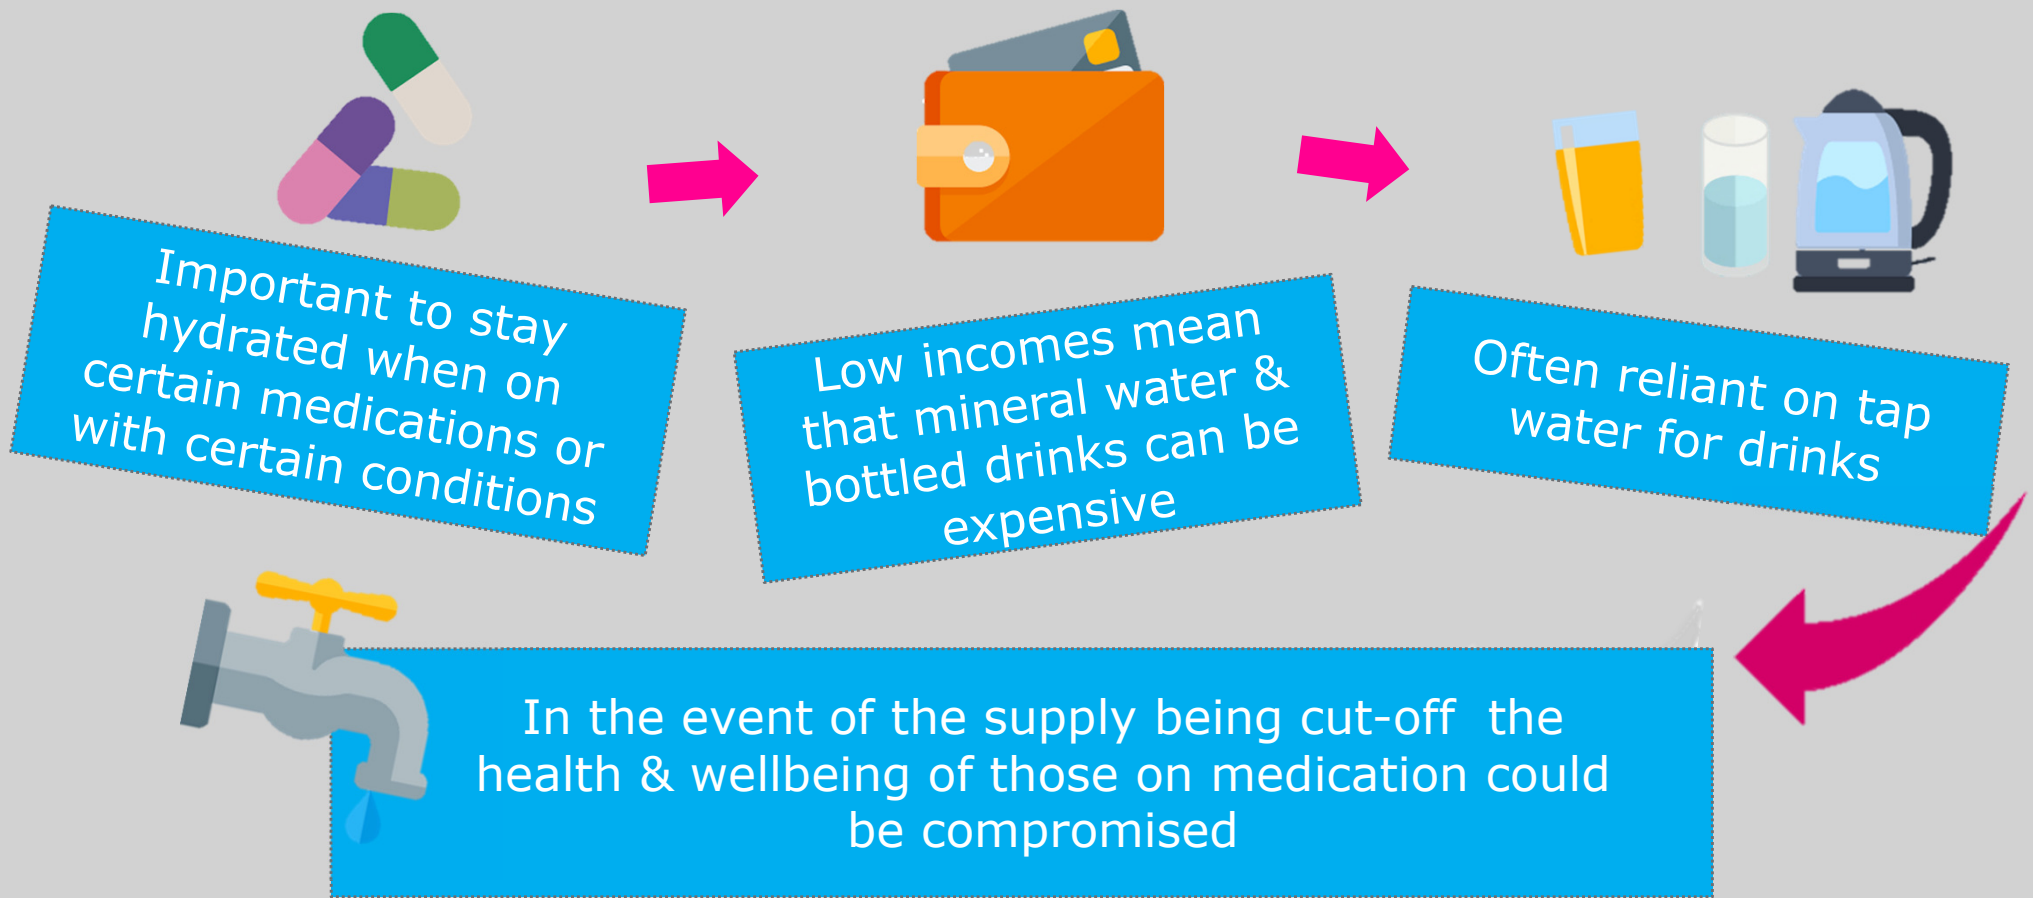 Important to stay
hydrated when on
certain medications or
with certain conditions
Low incomes mean
that mineral water &
bottled drinks can be
expensive
Often reliant on tap
water for drinks
In the event of the supply being cut-off  the
health & wellbeing of those on medication could
be compromised